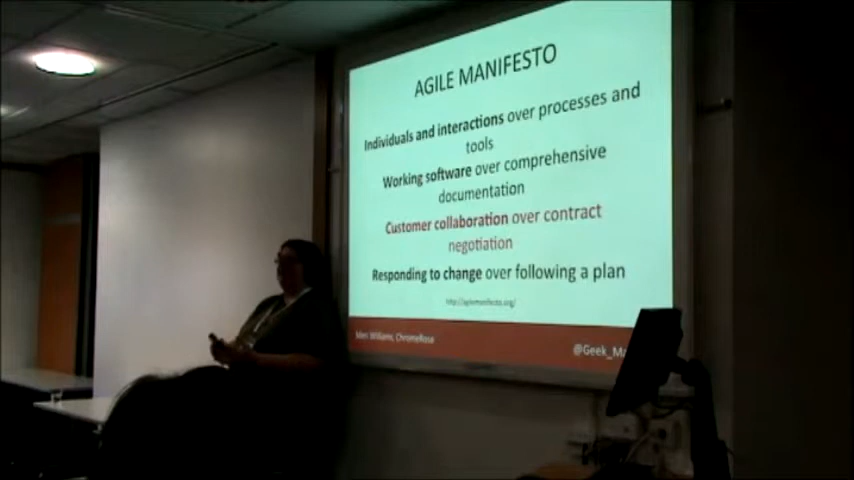 AGILE MANIFESTO
Individuals and interactions over processes and
tools
Working software over comprehensive
documentation
Customer collaboration over contract
negotiation
Responding to change over following a plan
http://agilemanifesto.org/
Williams, ChromeRose
@Geek_Ma